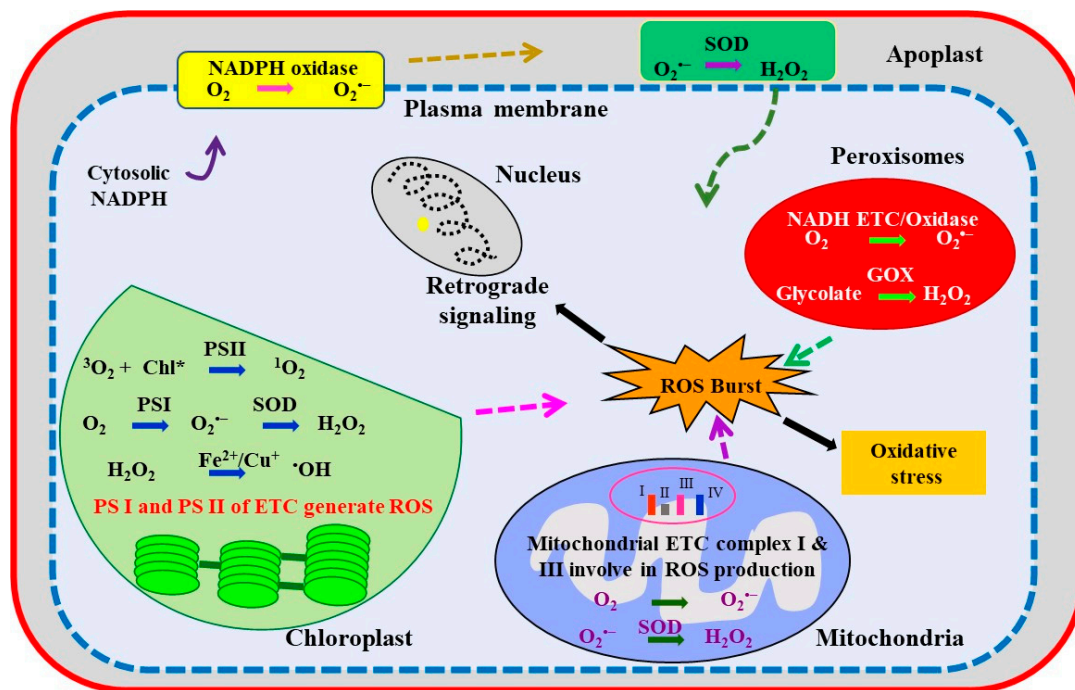 NADPH oxidase
O₂ O₂•−
SOD
O₂•− H₂O₂
Apoplast
Plasma membrane
Cytosolic
NADPH
Nucleus
Peroxisomes
NADH ETC/Oxidase
O₂ O₂•−
GOX
Glycolate H₂O₂
Retrograde
signaling
PSII
³O₂ + Chl* ¹O₂
PSI SOD
O₂ O₂•− H₂O₂
Fe²⁺/Cu⁺
H₂O₂ •OH
PS I and PS II of ETC generate ROS
Chloroplast
ROS Burst
Oxidative
stress
I II III IV
Mitochondrial ETC complex I &
III involve in ROS production
O₂ O₂•−
SOD
O₂•− H₂O₂
Mitochondria